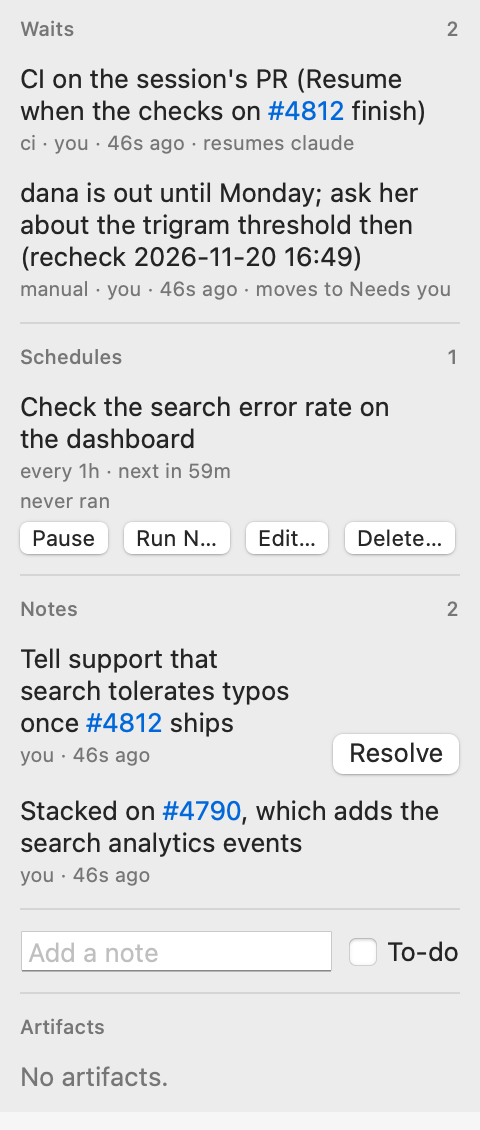 Waits 2
CI on the session's PR (Resume
when the checks on #4812 finish)
ci · you · 46s ago · resumes claude
dana is out until Monday; ask her
about the trigram threshold then
(recheck 2026-11-20 16:49)
manual · you · 46s ago · moves to Needs you
Schedules 1
Check the search error rate on
the dashboard
every 1h · next in 59m
never ran
Pause Run N... Edit... Delete...
Notes 2
Tell support that
search tolerates typos
once #4812 ships
you · 46s ago
Resolve
Stacked on #4790, which adds the
search analytics events
you · 46s ago
Add a note To-do
Artifacts
No artifacts.